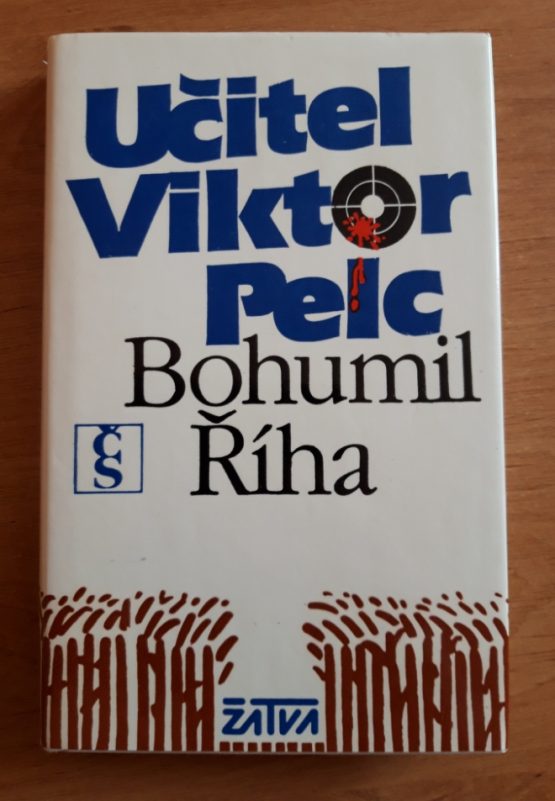 Učitel
Viktor
Pelc
Bohumil
Říha
ČS
ŽATVA